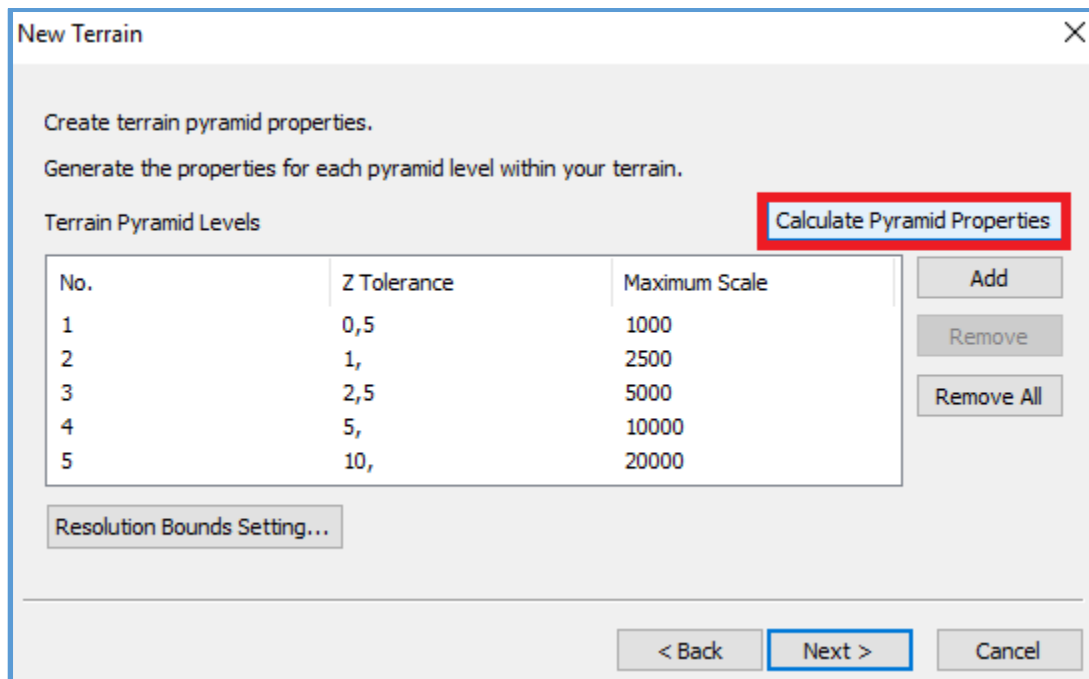 New Terrain
Create terrain pyramid properties.
Generate the properties for each pyramid level within your terrain.
Terrain Pyramid Levels
Calculate Pyramid Properties
No. Z Tolerance Maximum Scale
Add
1 0,5 1000
Remove
2 1, 2500
3 2,5 5000
Remove All
4 5, 10000
5 10, 20000
Resolution Bounds Setting...
< Back Next > Cancel